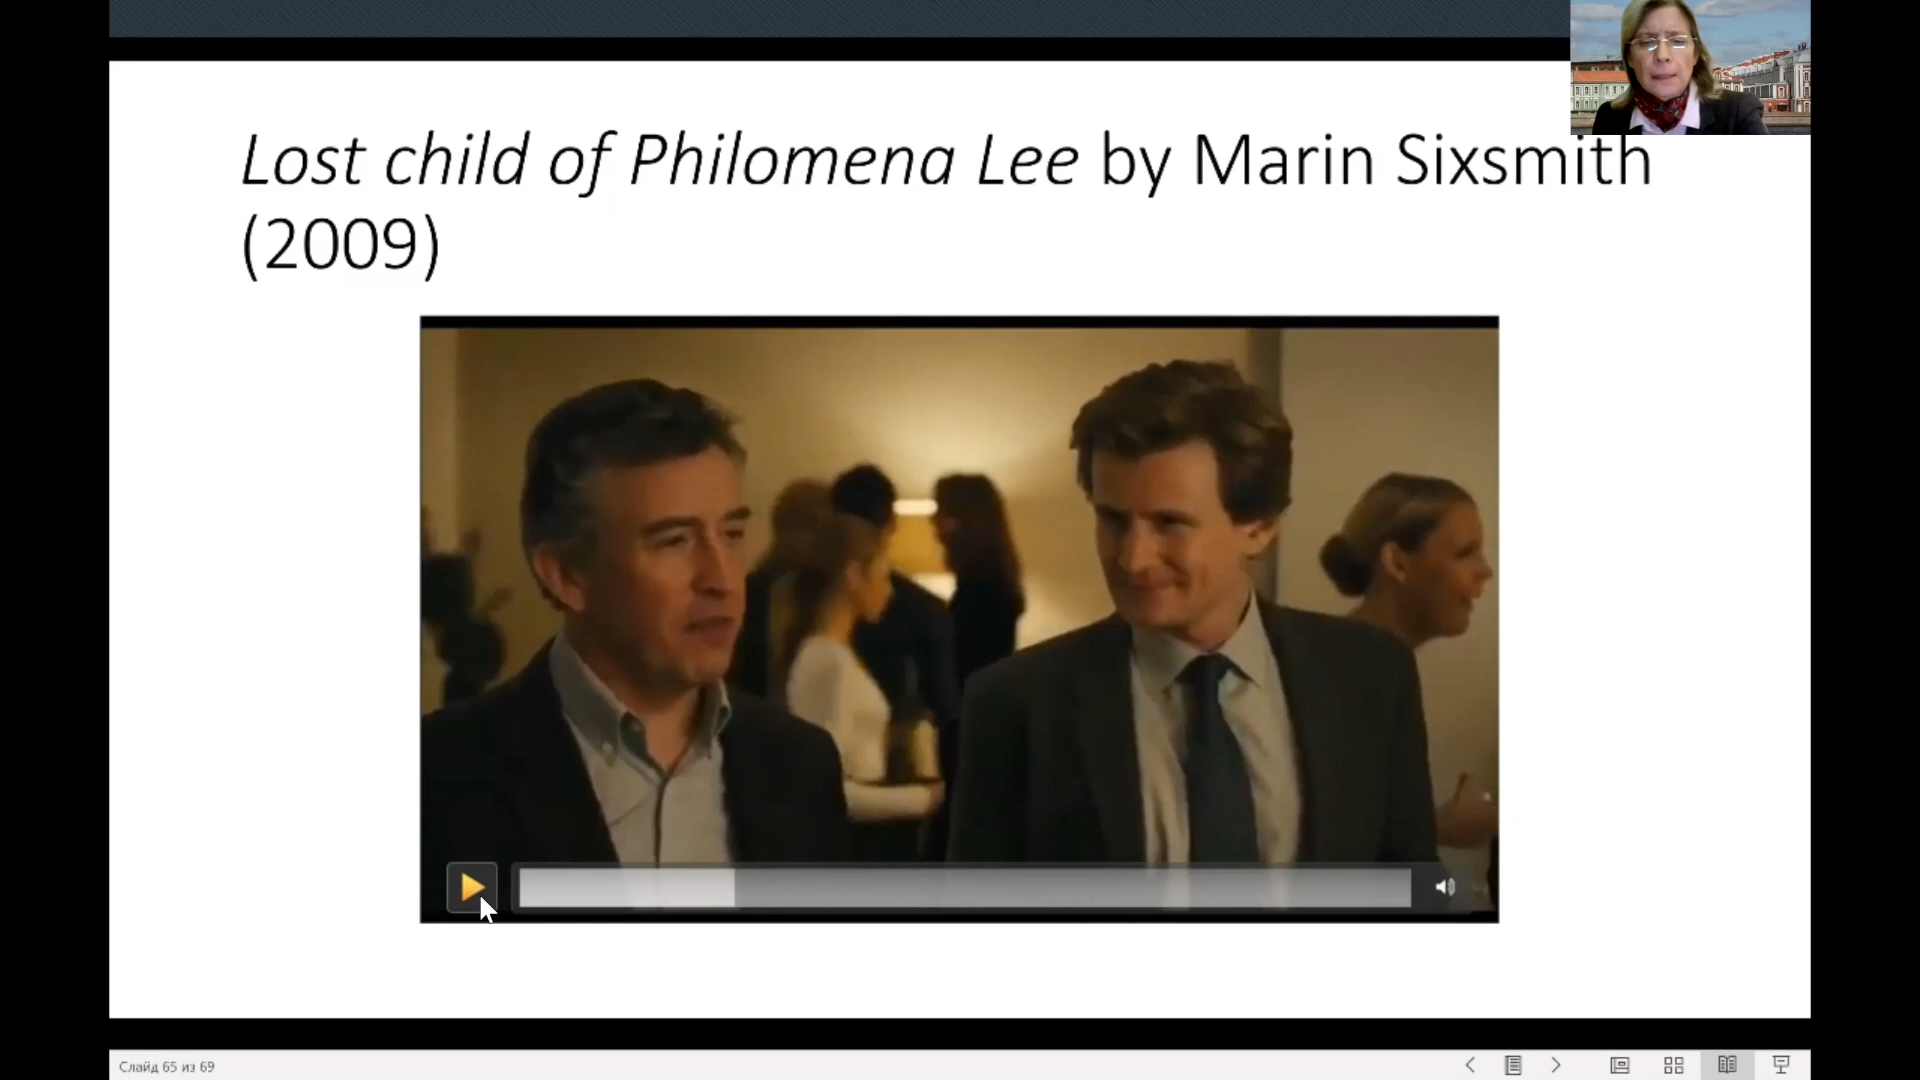 Lost child of Philomena Lee by Marin Sixsmith
(2009)
Слайд 65 из 69